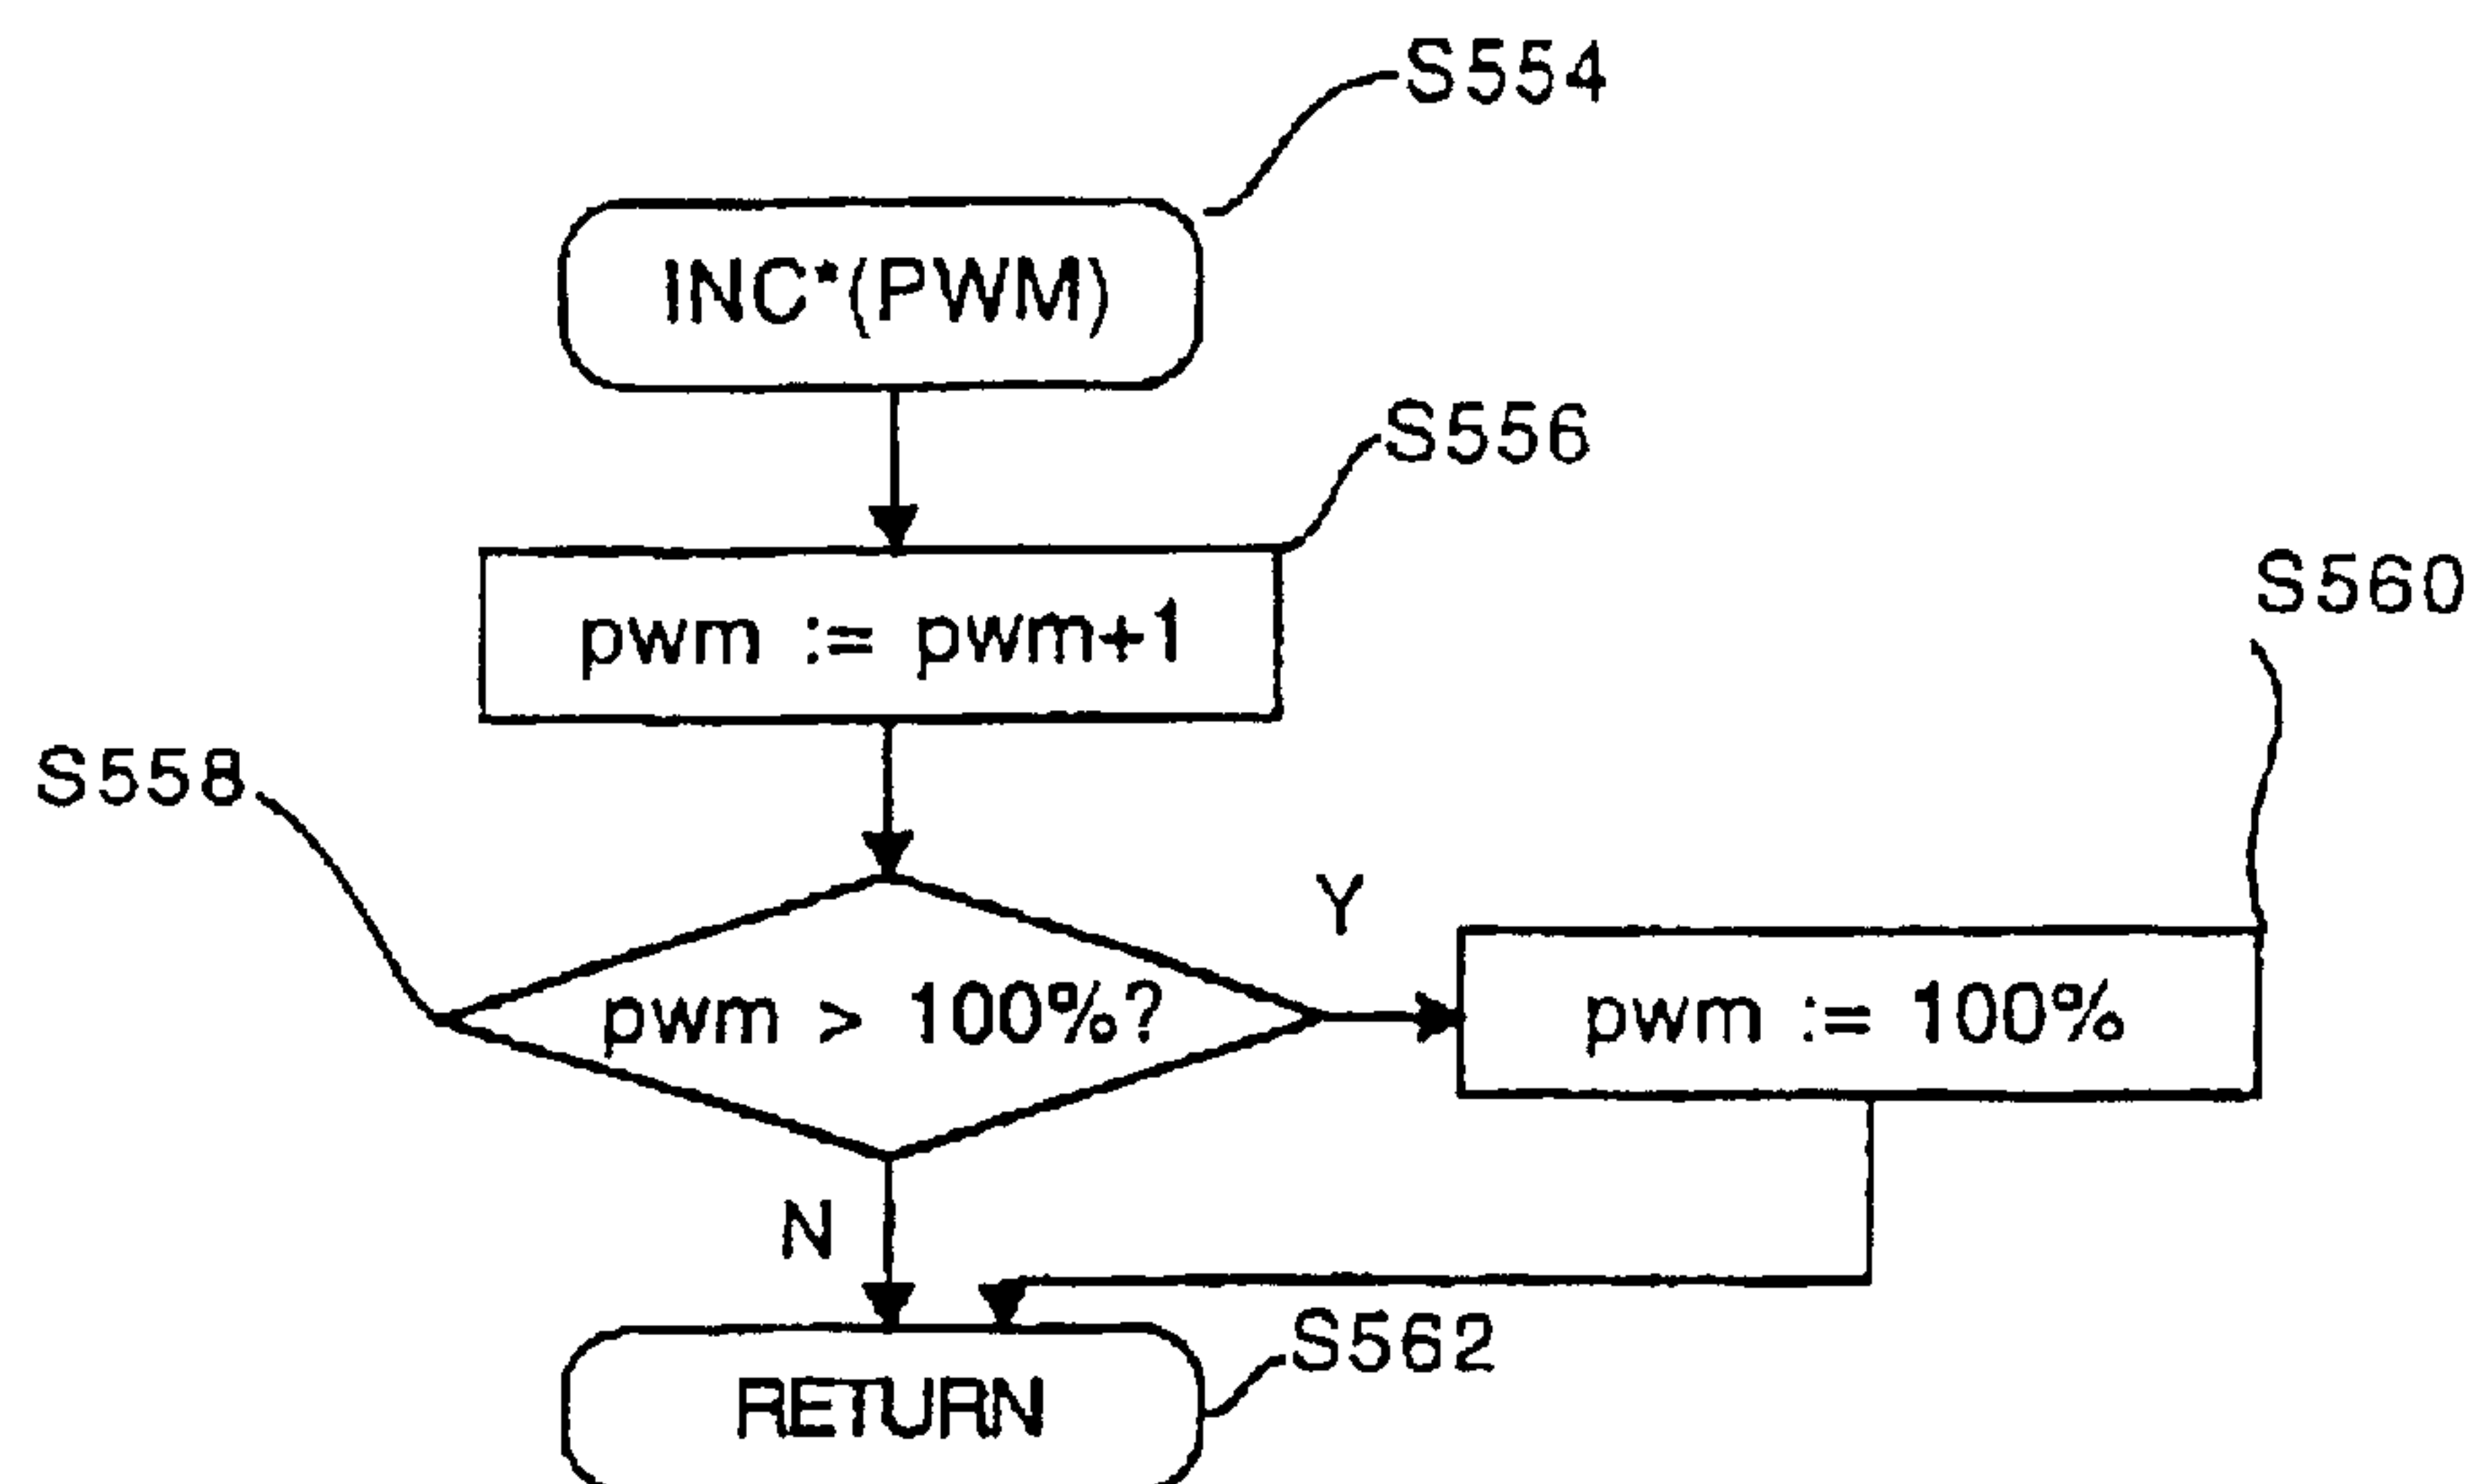 S554
INC*(PWM)
S556
pwm := pwm+1
S560
S558
Y
pwm > 100%?
pwm := 100%
N
S562
RETURN